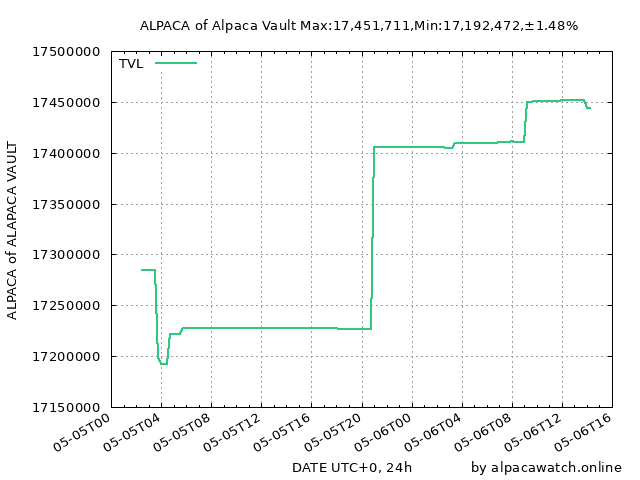 ALPACA of Alpaca Vault Max:17,451,711,Min:17,192,472,±1.48%
TVL
17500000
17450000
17400000
17350000
17300000
17250000
17200000
17150000
ALPACA of ALAPACA VAULT
05-05T00
05-05T04
05-05T08
05-05T12
05-05T16
05-05T20
05-06T00
05-06T04
05-06T08
05-06T12
05-06T16
DATE UTC+0, 24h
by alpacawatch.online